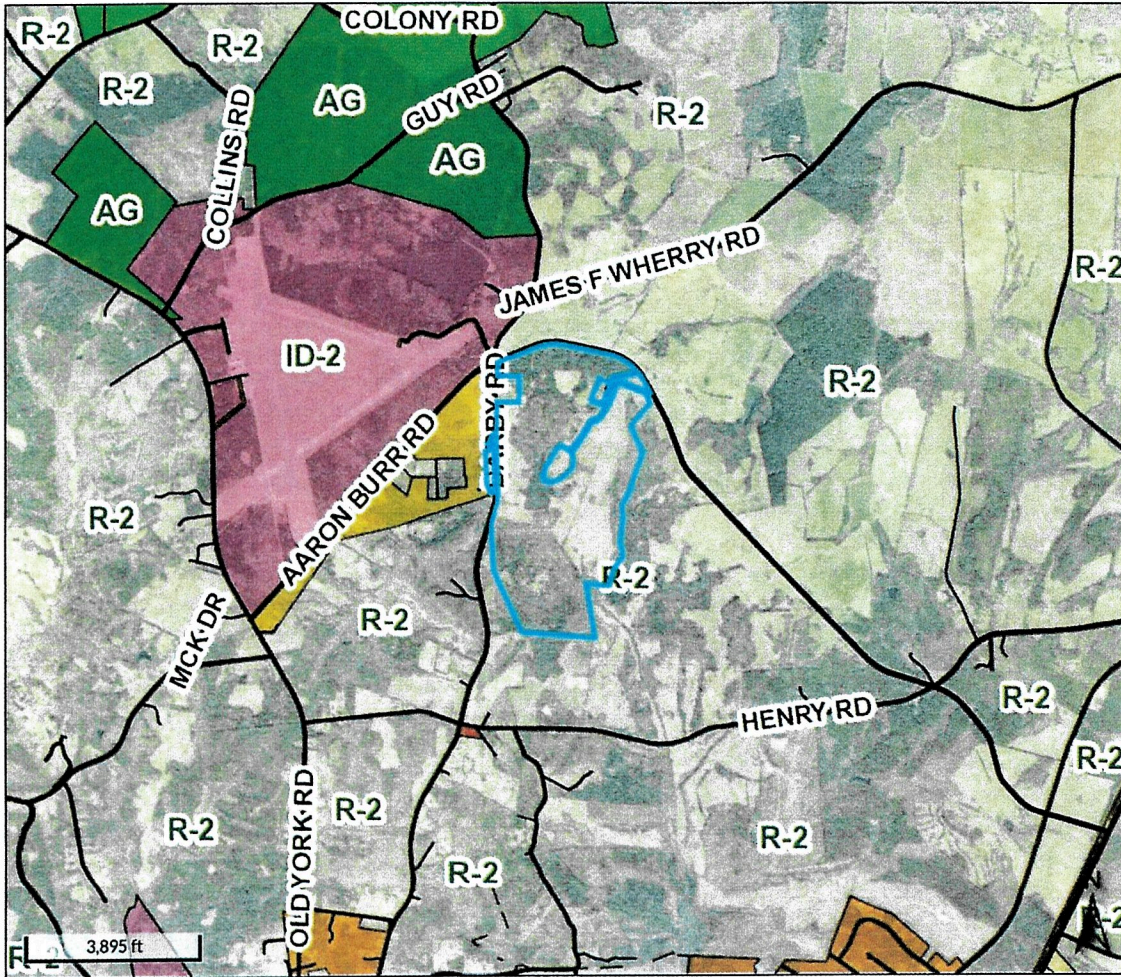 COLONY RD
R-2
R-2
R-2
AG
GUY RD
R-2
AG
COLLINS RD
AG
JAMES F WHERRY RD
R-2
ID-2
R-2
AARON BURR RD
R-2
R-2
R-2
MCK DR
R-2
HENRY RD
R-2
OLD YORK RD
R-2
R-2
R-2
R-2
N
R-2
3,895 ft